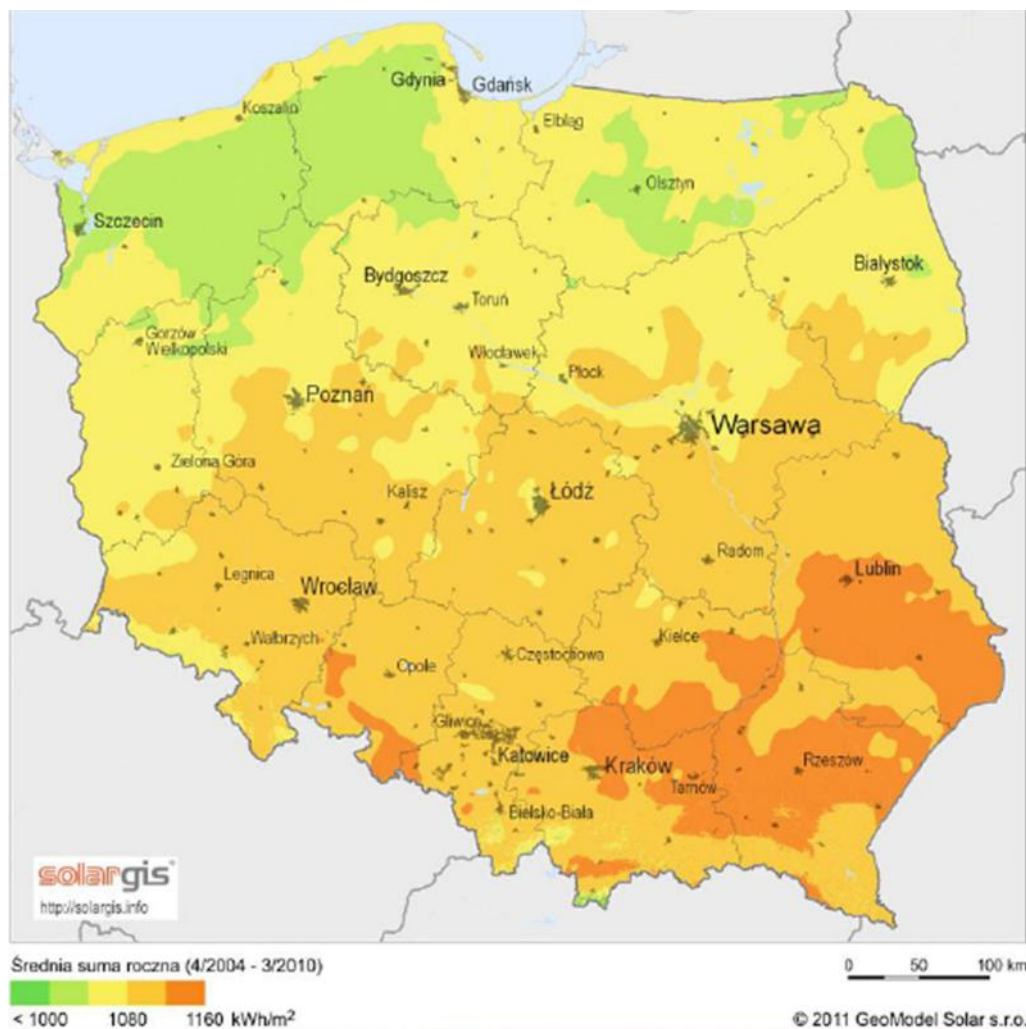 Gdynia
Gdańsk
Koszalin
Elbląg
Olsztyn
Szczecin
Białystok
Bydgoszcz
Toruń
Gorzów
Wielkopolski
Włocławek
Płock
Poznań
Warsawa
Zielona Góra
Kalisz
Łódź
Radom
Legnica
Lublin
Wrocław
Wałbrzych
Kielce
Częstochowa
Opole
Gliwice
Katowice
Kraków
Rzeszów
Tarnów
Bielsko-Biała
solargis
http://solargis.info
Średnia suma roczna (4/2004 - 3/2010)
0 50 100 km
< 1000 1080 1160 kWh/m²
© 2011 GeoModel Solar s.r.o.